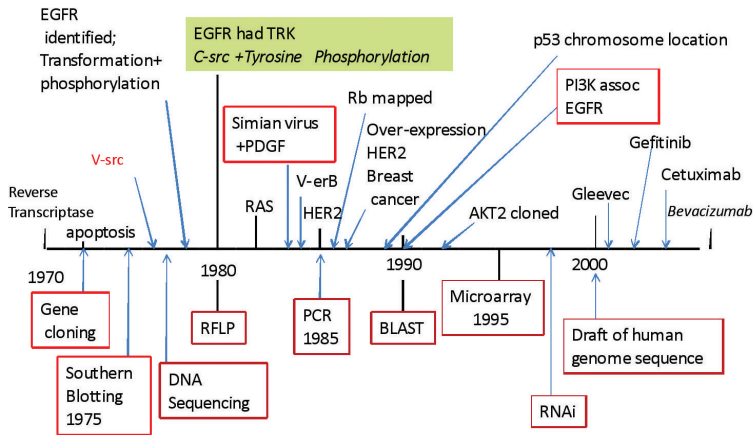 EGFR
identified;
Transformation+
phosphorylation
EGFR had TRK
C-src +Tyrosine Phosphorylation
p53 chromosome location
PI3K assoc
EGFR
Rb mapped
Simian virus
+PDGF
Over-expression
HER2
Breast
cancer
Gefitinib
V-src
V-erB
Cetuximab
Reverse
Transcriptase
apoptosis
RAS
HER2
AKT2 cloned
Gleevec
Bevacizumab
1970
1980
1990
2000
Gene
cloning
RFLP
PCR
1985
BLAST
Microarray
1995
Draft of human
genome sequence
Southern
Blotting
1975
DNA
Sequencing
RNAi